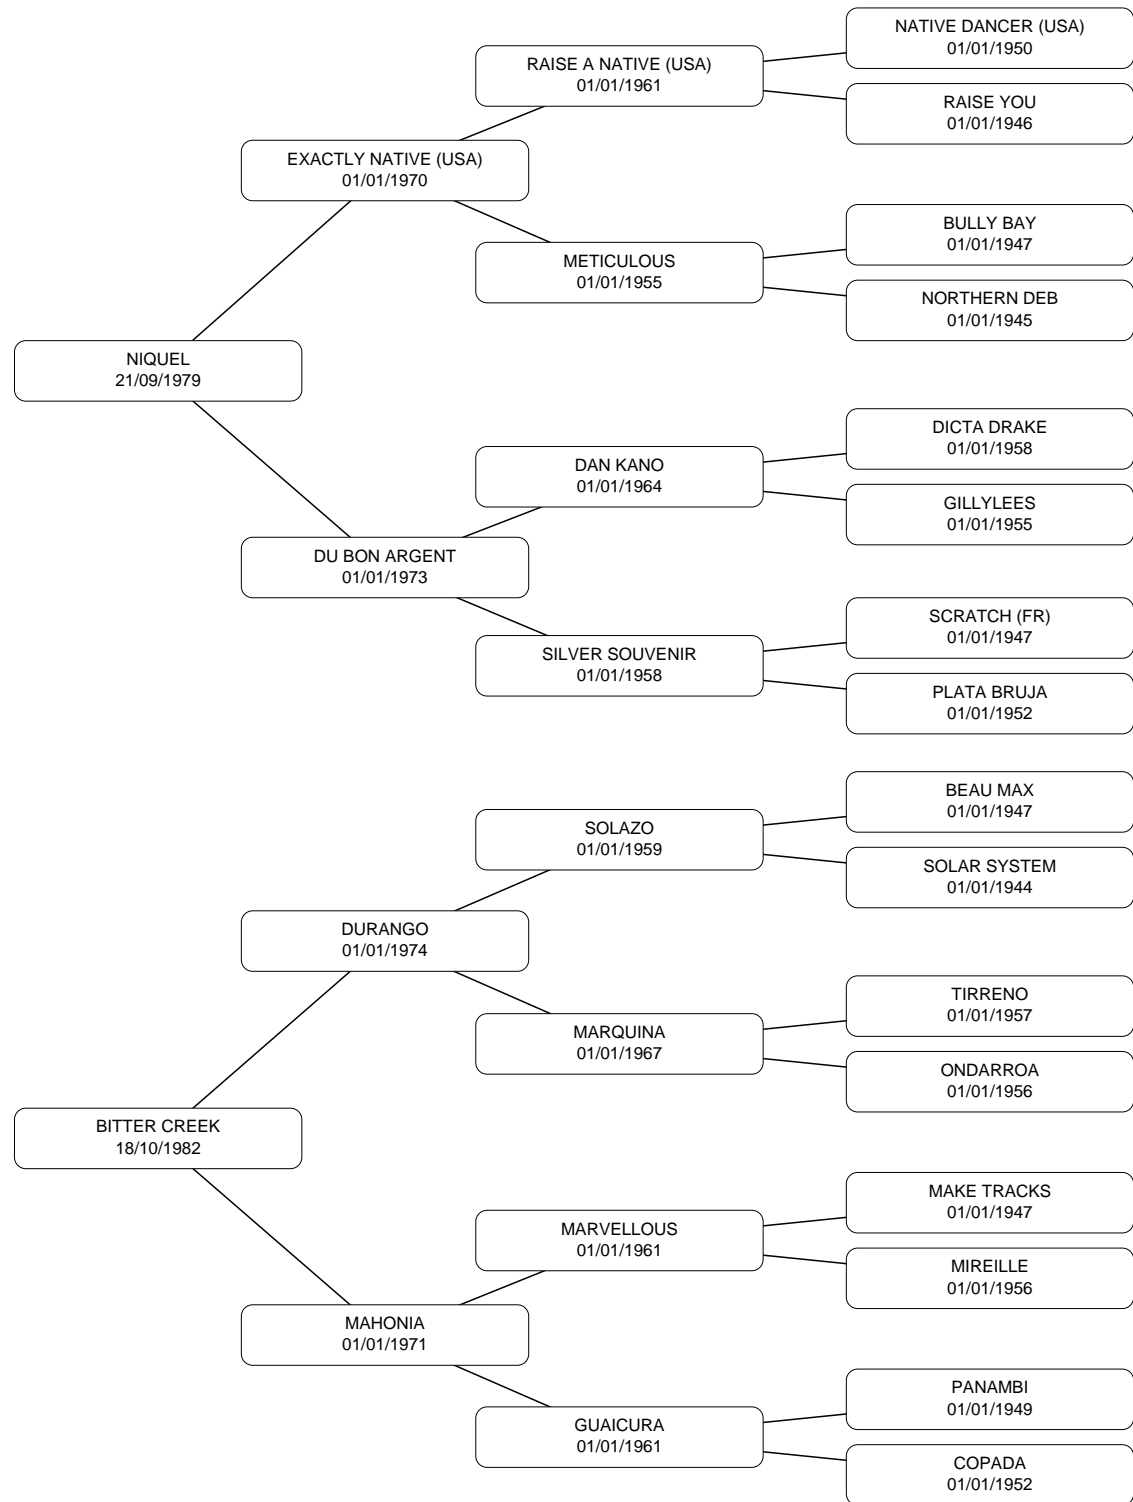 NATIVE DANCER (USA)
01/01/1950
RAISE A NATIVE (USA)
01/01/1961
RAISE YOU
01/01/1946
EXACTLY NATIVE (USA)
01/01/1970
BULLY BAY
01/01/1947
METICULOUS
01/01/1955
NORTHERN DEB
01/01/1945
NIQUEL
21/09/1979
DICTA DRAKE
01/01/1958
DAN KANO
01/01/1964
GILLYLEES
01/01/1955
DU BON ARGENT
01/01/1973
SCRATCH (FR)
01/01/1947
SILVER SOUVENIR
01/01/1958
PLATA BRUJA
01/01/1952
BEAU MAX
01/01/1947
SOLAZO
01/01/1959
SOLAR SYSTEM
01/01/1944
DURANGO
01/01/1974
TIRRENO
01/01/1957
MARQUINA
01/01/1967
ONDARROA
01/01/1956
BITTER CREEK
18/10/1982
MAKE TRACKS
01/01/1947
MARVELLOUS
01/01/1961
MIREILLE
01/01/1956
MAHONIA
01/01/1971
PANAMBI
01/01/1949
GUAICURA
01/01/1961
COPADA
01/01/1952